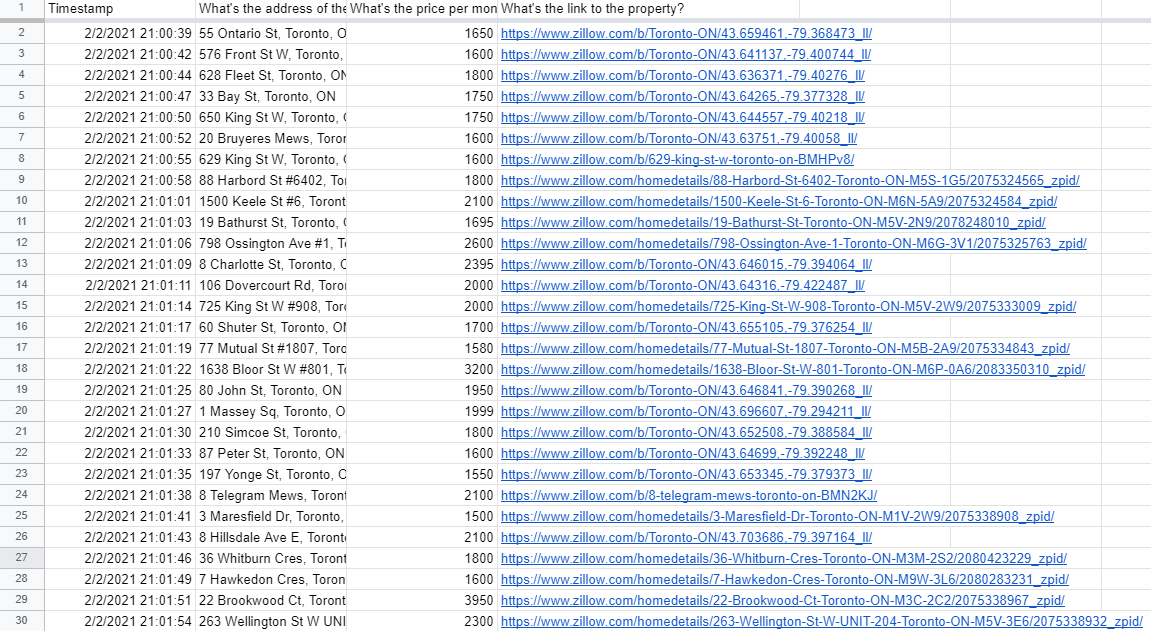 1 Timestamp What's the address of the What's the price per mon What's the link to the property?
2 2/2/2021 21:00:39 55 Ontario St, Toronto, O 1650 https://www.zillow.com/b/Toronto-ON/43.659461,-79.368473_ll/
3 2/2/2021 21:00:42 576 Front St W, Toronto, 1600 https://www.zillow.com/b/Toronto-ON/43.641137,-79.400744_ll/
4 2/2/2021 21:00:44 628 Fleet St, Toronto, ON 1800 https://www.zillow.com/b/Toronto-ON/43.636371,-79.40276_ll/
5 2/2/2021 21:00:47 33 Bay St, Toronto, ON 1750 https://www.zillow.com/b/Toronto-ON/43.64265,-79.377328_ll/
6 2/2/2021 21:00:50 650 King St W, Toronto, 1750 https://www.zillow.com/b/Toronto-ON/43.644557,-79.40218_ll/
7 2/2/2021 21:00:52 20 Bruyeres Mews, Toror 1600 https://www.zillow.com/b/Toronto-ON/43.63751,-79.40058_ll/
8 2/2/2021 21:00:55 629 King St W, Toronto, 1600 https://www.zillow.com/b/629-king-st-w-toronto-on-BMHPv8/
9 2/2/2021 21:00:58 88 Harbord St #6402, Tor 1800 https://www.zillow.com/homedetails/88-Harbord-St-6402-Toronto-ON-M5S-1G5/2075324565_zpid/
10 2/2/2021 21:01:01 1500 Keele St #6, Toront 2100 https://www.zillow.com/homedetails/1500-Keele-St-6-Toronto-ON-M6N-5A9/2075324584_zpid/
11 2/2/2021 21:01:03 19 Bathurst St, Toronto, 1695 https://www.zillow.com/homedetails/19-Bathurst-St-Toronto-ON-M5V-2N9/2078248010_zpid/
12 2/2/2021 21:01:06 798 Ossington Ave #1, To 2600 https://www.zillow.com/homedetails/798-Ossington-Ave-1-Toronto-ON-M6G-3V1/2075325763_zpid/
13 2/2/2021 21:01:09 8 Charlotte St, Toronto, O 2395 https://www.zillow.com/b/Toronto-ON/43.646015,-79.394064_ll/
14 2/2/2021 21:01:11 106 Dovercourt Rd, Toror 2000 https://www.zillow.com/b/Toronto-ON/43.64316,-79.422487_ll/
15 2/2/2021 21:01:14 725 King St W #908, Toro 2000 https://www.zillow.com/homedetails/725-King-St-W-908-Toronto-ON-M5V-2W9/2075333009_zpid/
16 2/2/2021 21:01:17 60 Shuter St, Toronto, ON 1700 https://www.zillow.com/b/Toronto-ON/43.655105,-79.376254_ll/
17 2/2/2021 21:01:19 77 Mutual St #1807, Toro 1580 https://www.zillow.com/homedetails/77-Mutual-St-1807-Toronto-ON-M5B-2A9/2075334843_zpid/
18 2/2/2021 21:01:22 1638 Bloor St W #801, To 3200 https://www.zillow.com/homedetails/1638-Bloor-St-W-801-Toronto-ON-M6P-0A6/2083350310_zpid/
19 2/2/2021 21:01:25 80 John St, Toronto, ON 1950 https://www.zillow.com/b/Toronto-ON/43.646841,-79.390268_ll/
20 2/2/2021 21:01:27 1 Massey Sq, Toronto, O 1999 https://www.zillow.com/b/Toronto-ON/43.696607,-79.294211_ll/
21 2/2/2021 21:01:30 210 Simcoe St, Toronto, 1800 https://www.zillow.com/b/Toronto-ON/43.652508,-79.388584_ll/
22 2/2/2021 21:01:33 87 Peter St, Toronto, ON 1600 https://www.zillow.com/b/Toronto-ON/43.64699,-79.392248_ll/
23 2/2/2021 21:01:35 197 Yonge St, Toronto, O 1550 https://www.zillow.com/b/Toronto-ON/43.653345,-79.379373_ll/
24 2/2/2021 21:01:38 8 Telegram Mews, Toront 2100 https://www.zillow.com/b/8-telegram-mews-toronto-on-BMN2KJ/
25 2/2/2021 21:01:41 3 Maresfield Dr, Toronto, 1500 https://www.zillow.com/homedetails/3-Maresfield-Dr-Toronto-ON-M1V-2W9/2075338908_zpid/
26 2/2/2021 21:01:43 8 Hillsdale Ave E, Toront 2100 https://www.zillow.com/b/Toronto-ON/43.703686,-79.397164_ll/
27 2/2/2021 21:01:46 36 Whitburn Cres, Toront 1800 https://www.zillow.com/homedetails/36-Whitburn-Cres-Toronto-ON-M3M-2S2/2080423229_zpid/
28 2/2/2021 21:01:49 7 Hawkedon Cres, Toron 1600 https://www.zillow.com/homedetails/7-Hawkedon-Cres-Toronto-ON-M9W-3L6/2080283231_zpid/
29 2/2/2021 21:01:51 22 Brookwood Ct, Toront 3950 https://www.zillow.com/homedetails/22-Brookwood-Ct-Toronto-ON-M3C-2C2/2075338967_zpid/
30 2/2/2021 21:01:54 263 Wellington St W UNI 2300 https://www.zillow.com/homedetails/263-Wellington-St-W-UNIT-204-Toronto-ON-M5V-3E6/2075338932_zpid/